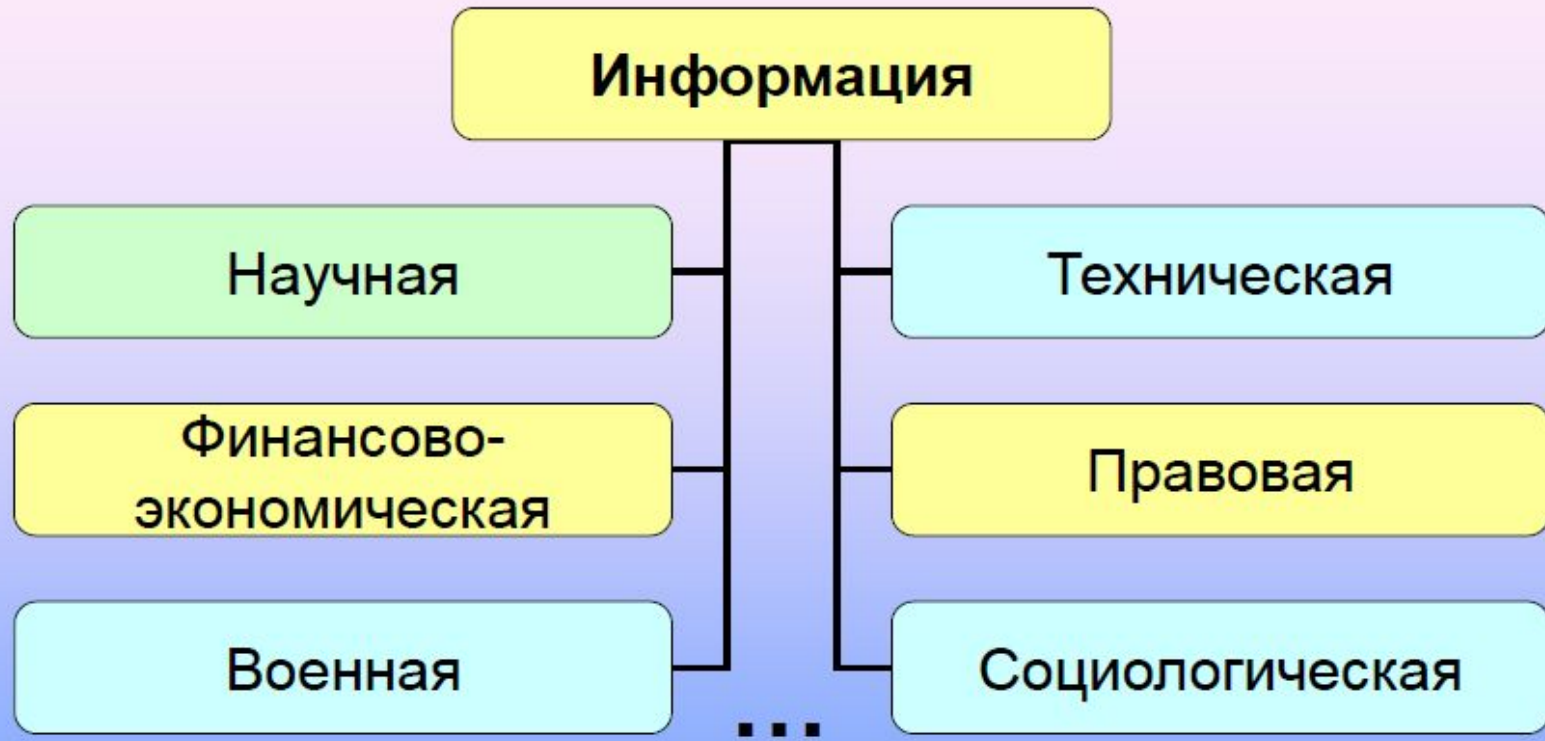 Информация
Научная
Техническая
Финансово-
экономическая
Правовая
Военная
Социологическая
...